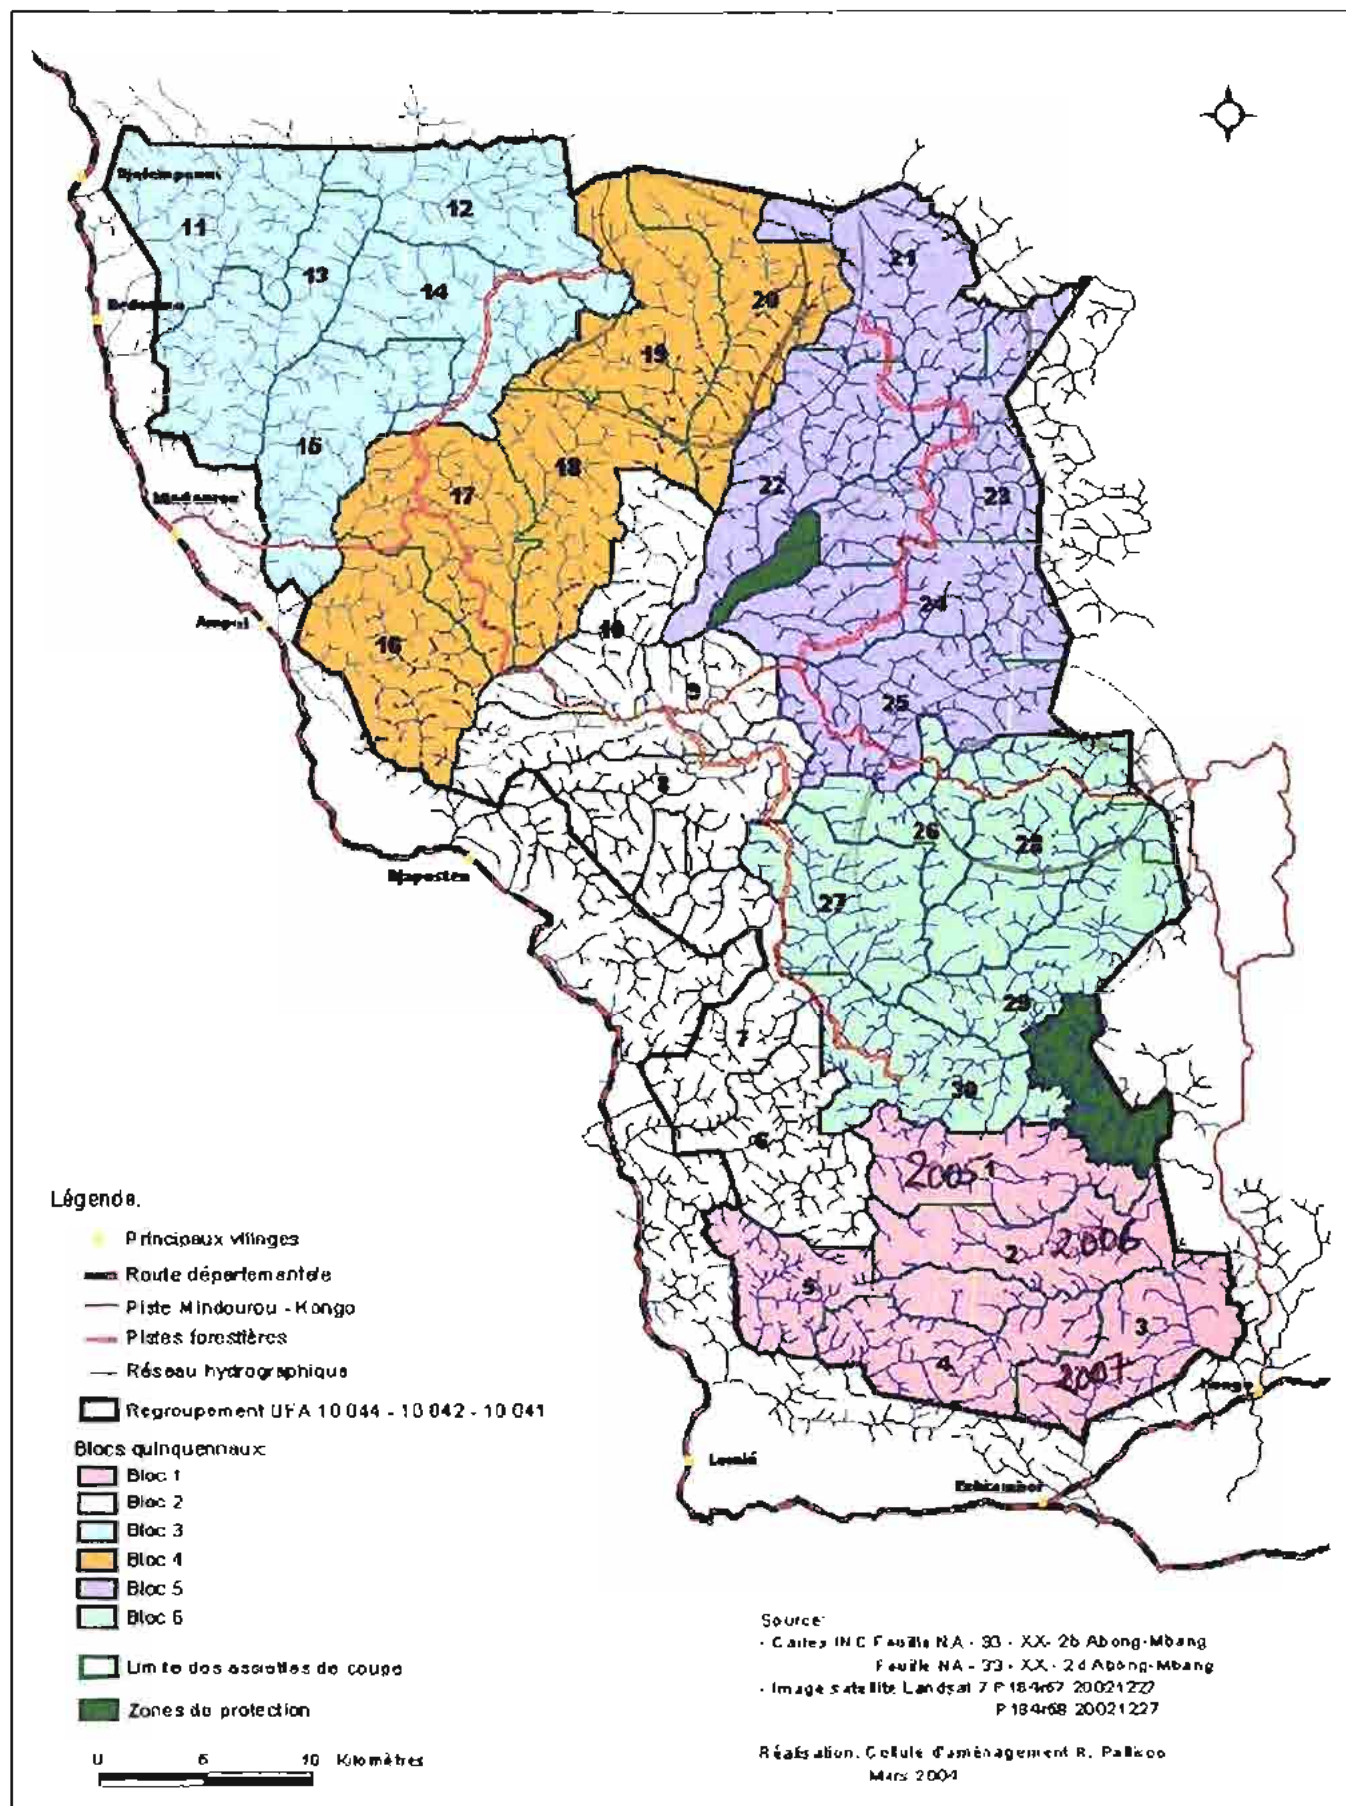 12
11
13
14
21
20
19
15
18
17
22
23
24
16
10
9
25
8
Djaposten
26
28
27
29
7
30
6
2005 1
2 2006
5
3
4
2007
Lomié
Légende.
Principaux villages
Route départementale
Piste Mindourou - Kongo
Pistes forestières
Réseau hydrographique
Regroupement UFA 10 044 - 10 042 - 10 041
Blocs quinquennaux
Bloc 1
Bloc 2
Bloc 3
Bloc 4
Bloc 5
Bloc 6
Limite des assiettes de coupe
Zones de protection
0 5 10 Kilomètres
Source:
- Cartes INC Feuille NA - 33 - XX- 2b Abong-Mbang
Feuille NA - 33 - XX - 2d Abong-Mbang
- Image satellite Landsat 7 P184r57 20021227
P184r58 20021227
Réalisation. Cellule d'aménagement R. Pallisco
Mars 2004